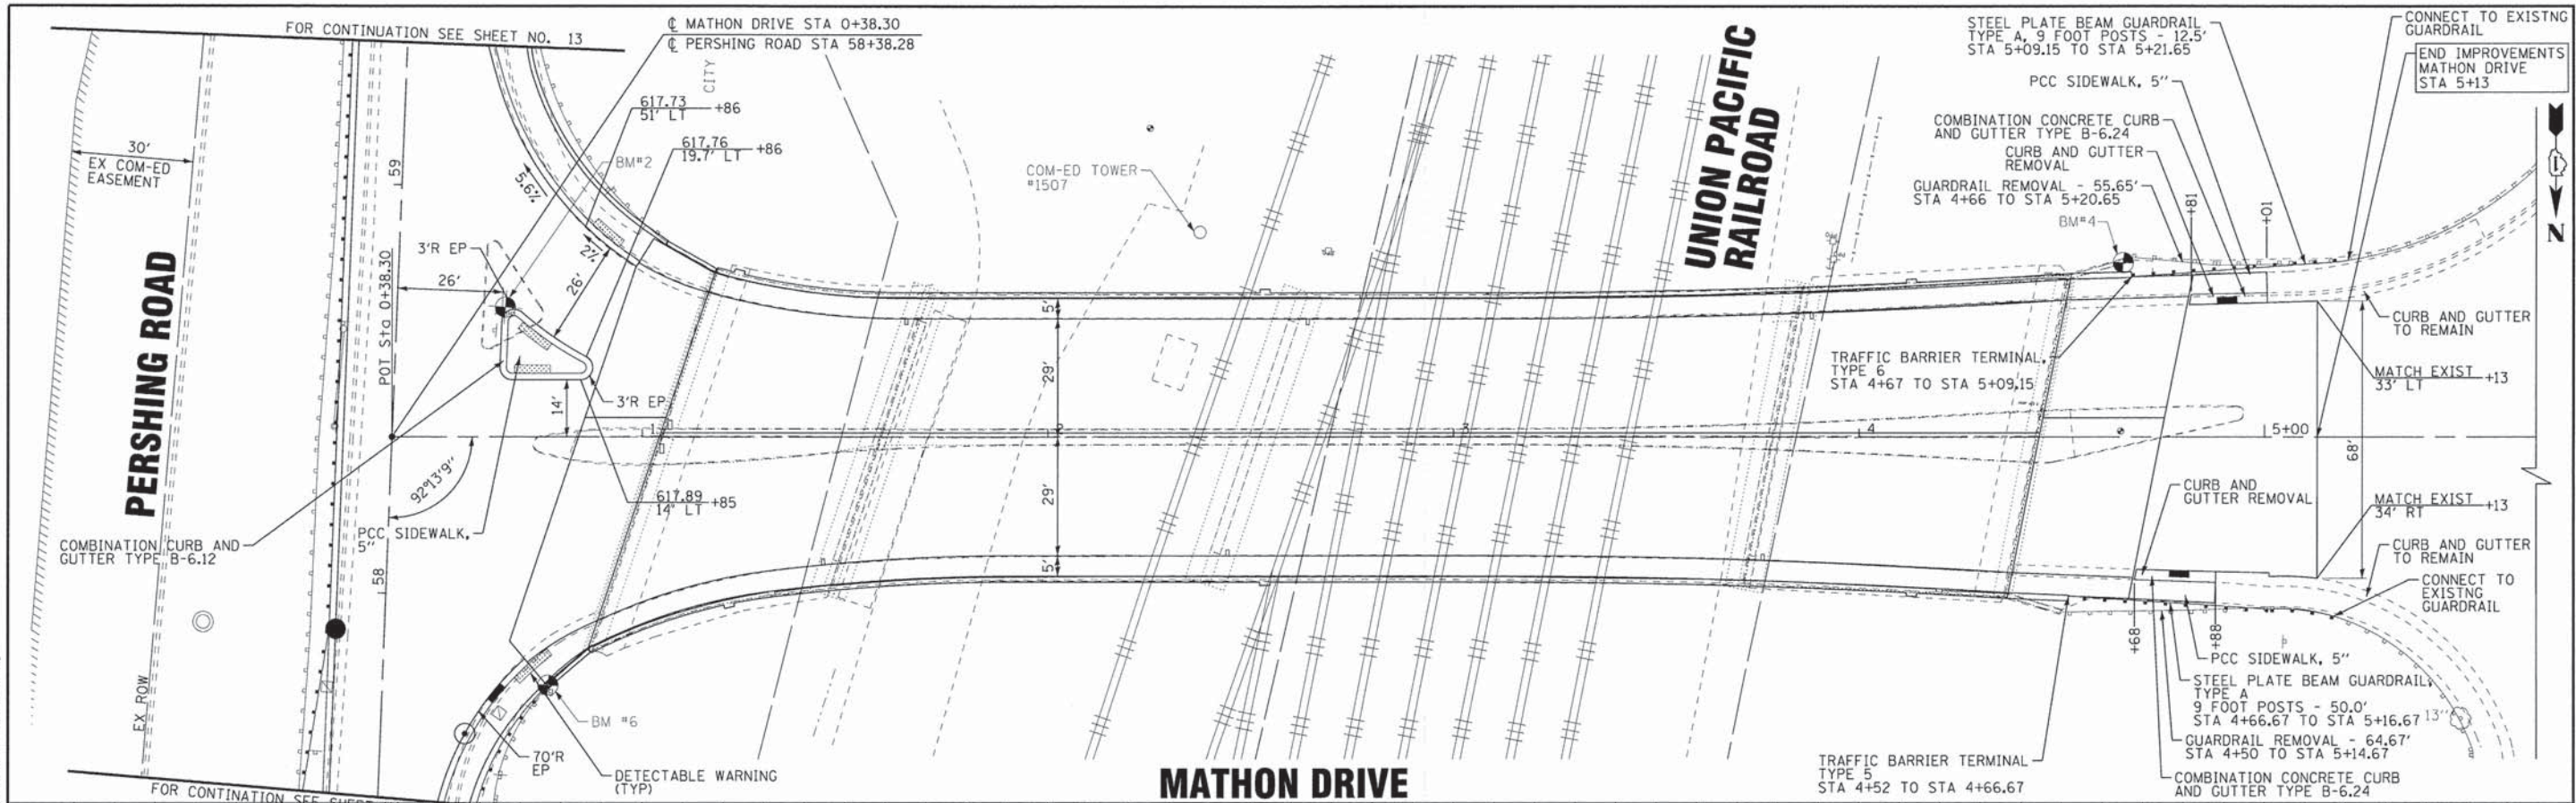 FOR CONTINUATION SEE SHEET NO. 13
℄ MATHON DRIVE STA 0+38.30
℄ PERSHING ROAD STA 58+38.28
CITY
617.73 +86
51' LT
617.76 +86
19.7' LT
BM#2
30'
EX COM-ED
EASEMENT
59
5.6%
2%
26'
3'R EP
26'
POT Sta 0+38.30
PERSHING ROAD
14'
3'R EP
92°13'9"
617.89 +85
14' LT
PCC SIDEWALK,
5"
COMBINATION CURB AND
GUTTER TYPE B-6.12
58
EX ROW
BM #6
70'R
EP
DETECTABLE WARNING
(TYP)
COM-ED TOWER
#1507
UNION PACIFIC
RAILROAD
5'
29'
29'
5'
1
2
3
4
5+00
MATHON DRIVE
STEEL PLATE BEAM GUARDRAIL
TYPE A, 9 FOOT POSTS - 12.5'
STA 5+09.15 TO STA 5+21.65
PCC SIDEWALK, 5"
COMBINATION CONCRETE CURB
AND GUTTER TYPE B-6.24
CURB AND GUTTER
REMOVAL
GUARDRAIL REMOVAL - 55.65'
STA 4+66 TO STA 5+20.65
BM#4
+81
+01
CONNECT TO EXISTNG
GUARDRAIL
END IMPROVEMENTS
MATHON DRIVE
STA 5+13
N
CURB AND GUTTER
TO REMAIN
TRAFFIC BARRIER TERMINAL,
TYPE 6
STA 4+67 TO STA 5+09.15
MATCH EXIST +13
33' LT
68'
CURB AND
GUTTER REMOVAL
MATCH EXIST +13
34' RT
CURB AND GUTTER
TO REMAIN
CONNECT TO
EXISTNG
GUARDRAIL
+68
+88
PCC SIDEWALK, 5"
STEEL PLATE BEAM GUARDRAIL,
TYPE A
9 FOOT POSTS - 50.0'
STA 4+66.67 TO STA 5+16.67
13"
GUARDRAIL REMOVAL - 64.67'
STA 4+50 TO STA 5+14.67
TRAFFIC BARRIER TERMINAL
TYPE 5
STA 4+52 TO STA 4+66.67
COMBINATION CONCRETE CURB
AND GUTTER TYPE B-6.24
FOR CONTINATION SEE